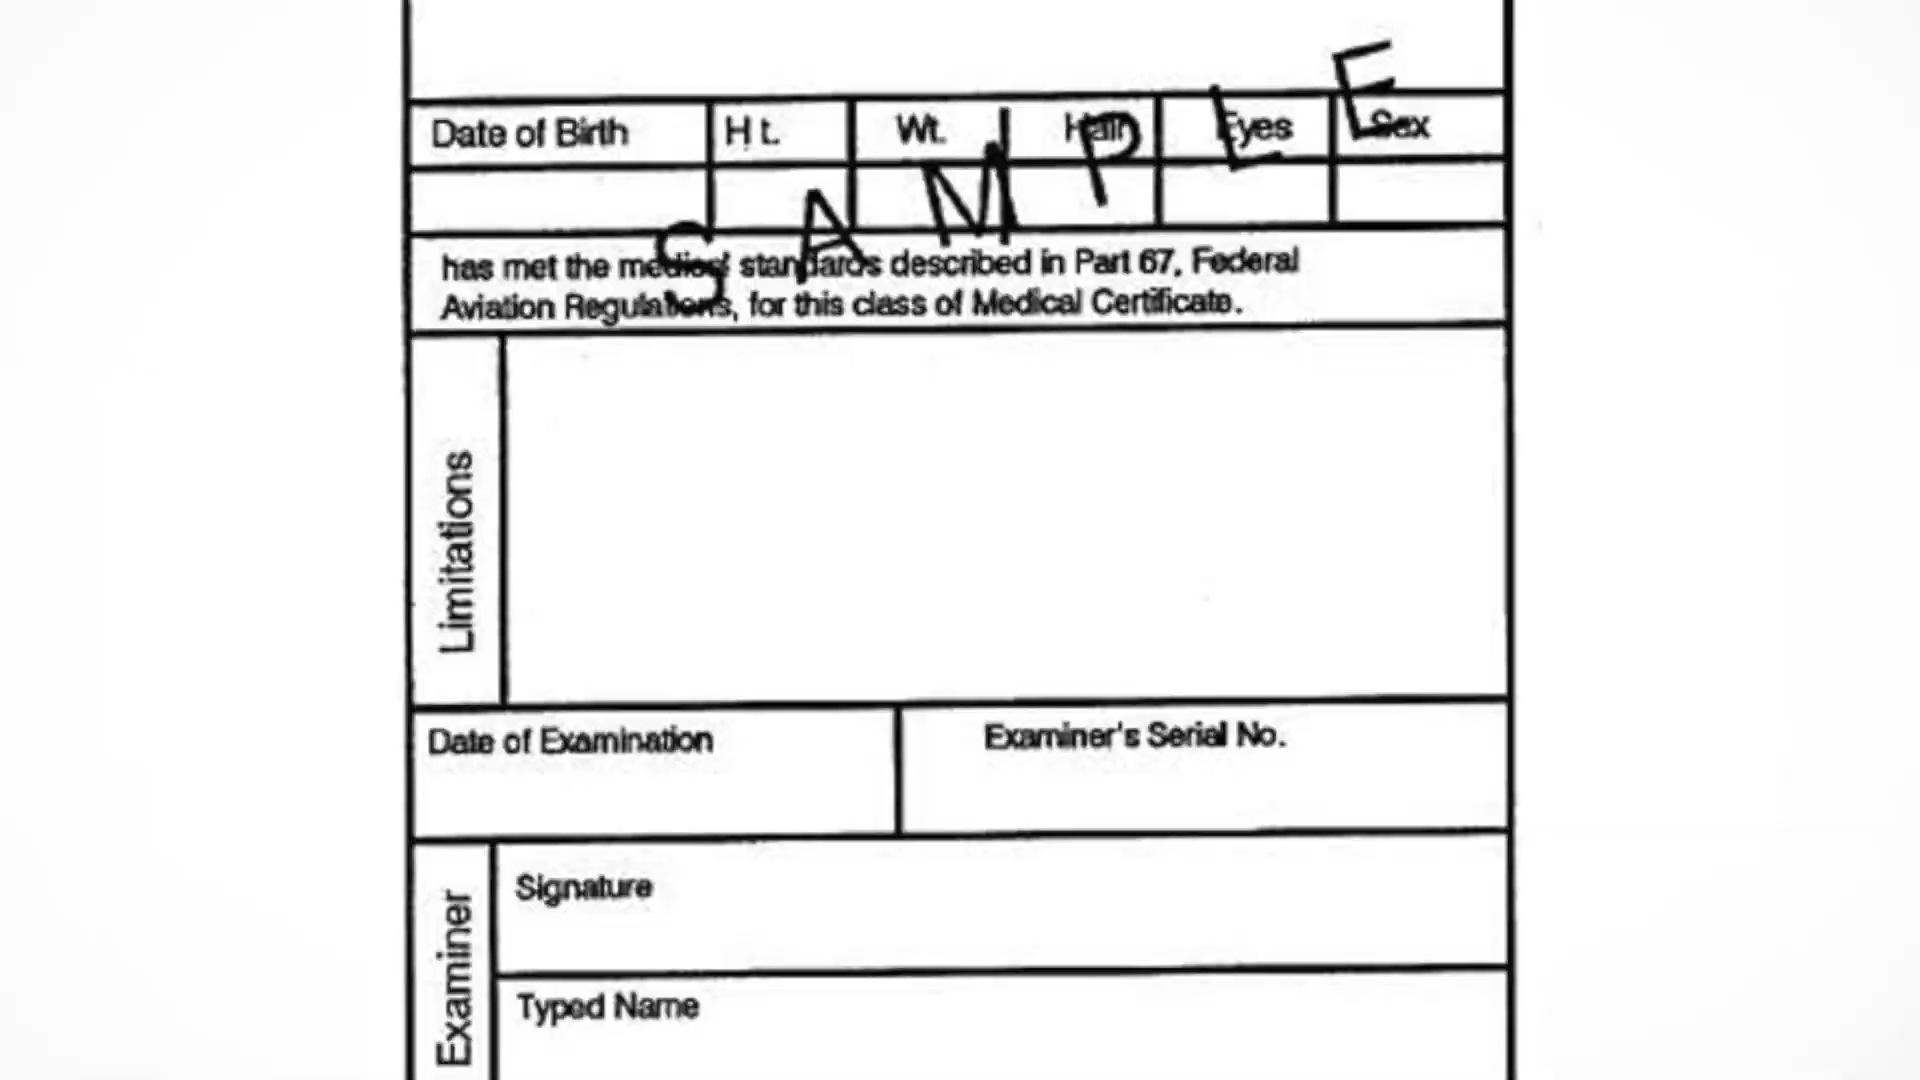 Date of Birth Ht. Wt. Hair Eyes Sex
SAMPLE
has met the medical standards described in Part 67, Federal
Aviation Regulations, for this class of Medical Certificate.
Limitations
Date of Examination Examiner's Serial No.
Examiner
Signature
Typed Name